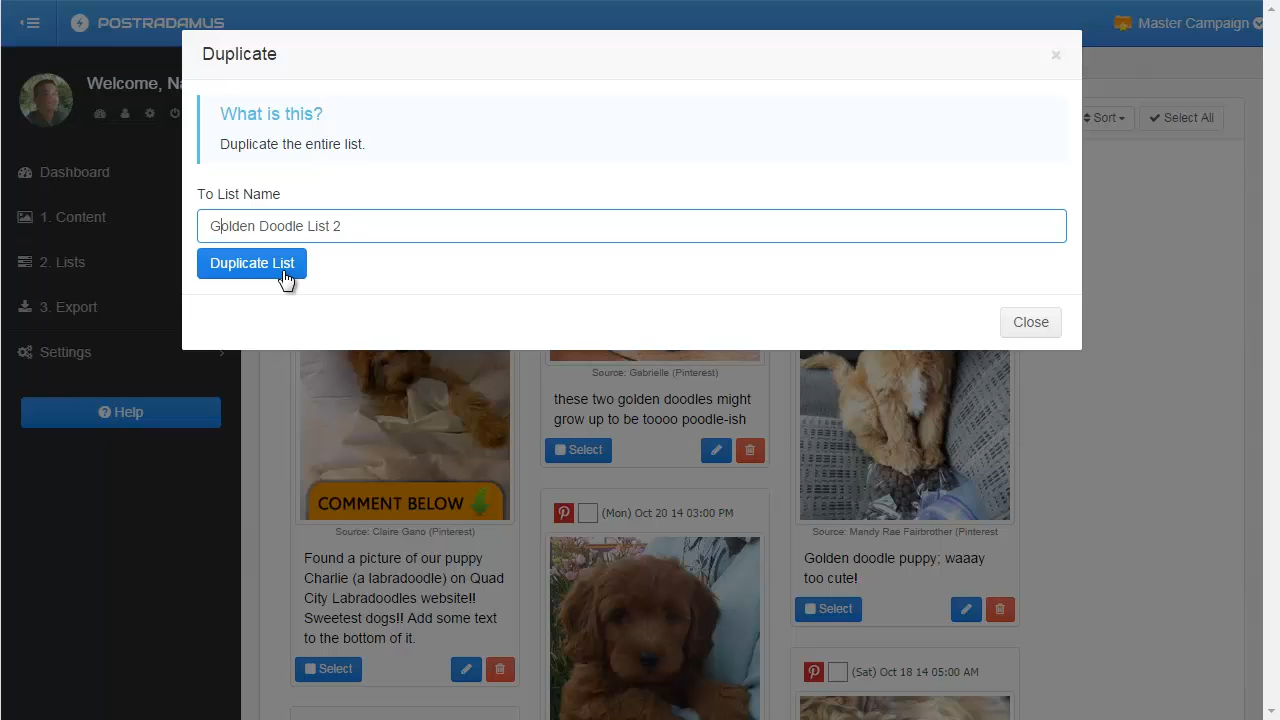 POSTRADAMUS
Master Campaign
Duplicate
×
Welcome, Na
What is this?
Duplicate the entire list.
Sort
Select All
Dashboard
To List Name
1. Content
Golden Doodle List 2
2. Lists
Duplicate List
3. Export
Close
Settings
Help
Source: Gabrielle (Pinterest)
these two golden doodles might
grow up to be toooo poodle-ish
Select
COMMENT BELOW
(Mon) Oct 20 14 03:00 PM
Source: Claire Gano (Pinterest)
Source: Mandy Rae Fairbrother (Pinterest
Found a picture of our puppy
Charlie (a labradoodle) on Quad
City Labradoodles website!!
Sweetest dogs!! Add some text
to the bottom of it.
Golden doodle puppy; waaay
too cute!
Select
Select
(Sat) Oct 18 14 05:00 AM